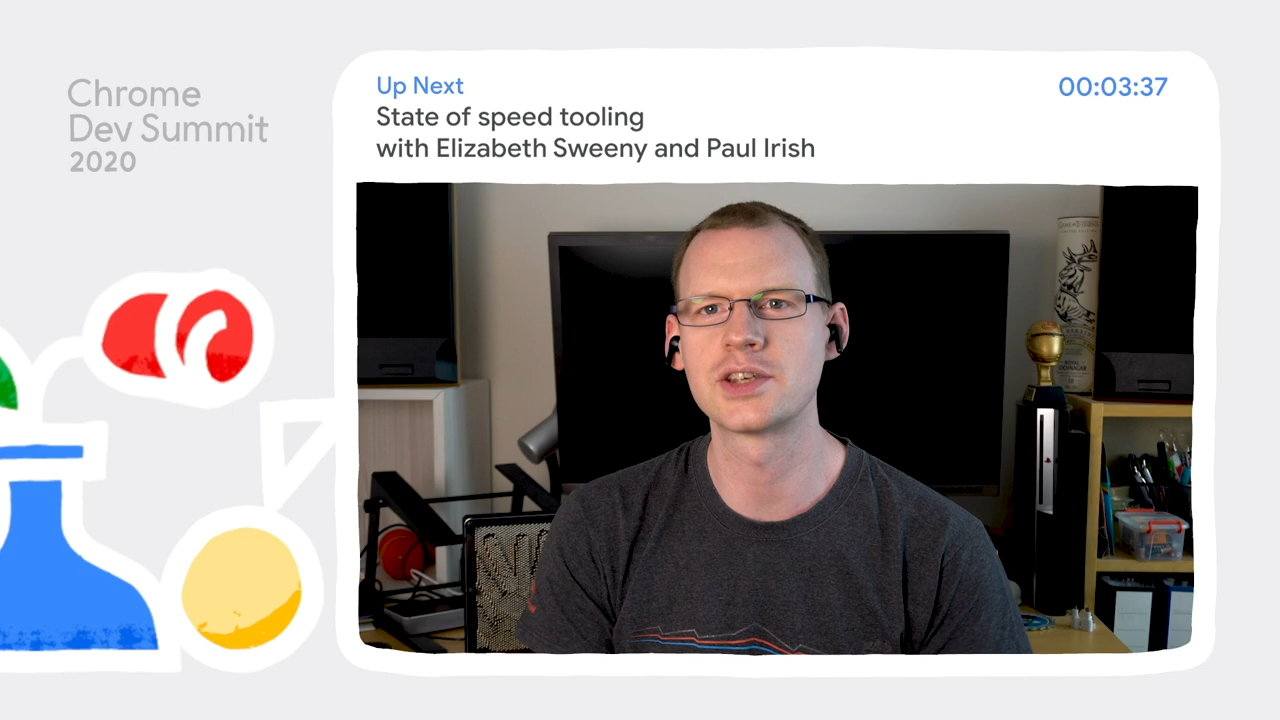 Chrome
Dev Summit
2020
Up Next
00:03:37
State of speed tooling
with Elizabeth Sweeny and Paul Irish